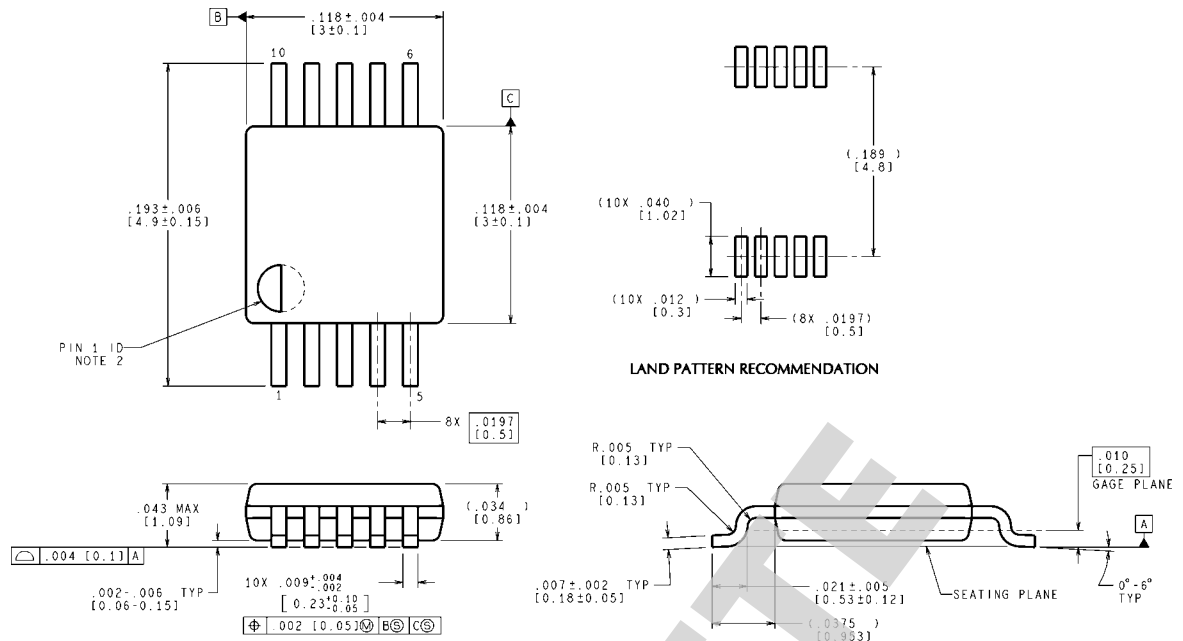 B
.118±.004
[3±0.1]
10
6
C
.193±.006
[4.9±0.15]
.118±.004
[3±0.1]
PIN 1 ID
NOTE 2
1
5
8X .0197
[0.5]
(.189 )
[4.8]
(10X .040 )
[1.02]
(10X .012 )
[0.3]
(8X .0197)
[0.5]
LAND PATTERN RECOMMENDATION
.043 MAX
[1.09]
(.034 )
[0.86]
⌓ .004 [0.1] A
.002-.006 TYP
[0.06-0.15]
10X .009+.004
-.002
[ 0.23+0.10
-0.05 ]
⌖ .002 [0.05]Ⓜ BⓈ CⓈ
R.005 TYP
[0.13]
R.005 TYP
[0.13]
.010
[0.25]
GAGE PLANE
A
.007±.002 TYP
[0.18±0.05]
.021±.005
[0.53±0.12]
SEATING PLANE
0°-6°
TYP
(.0375 )
[0.953]
TE